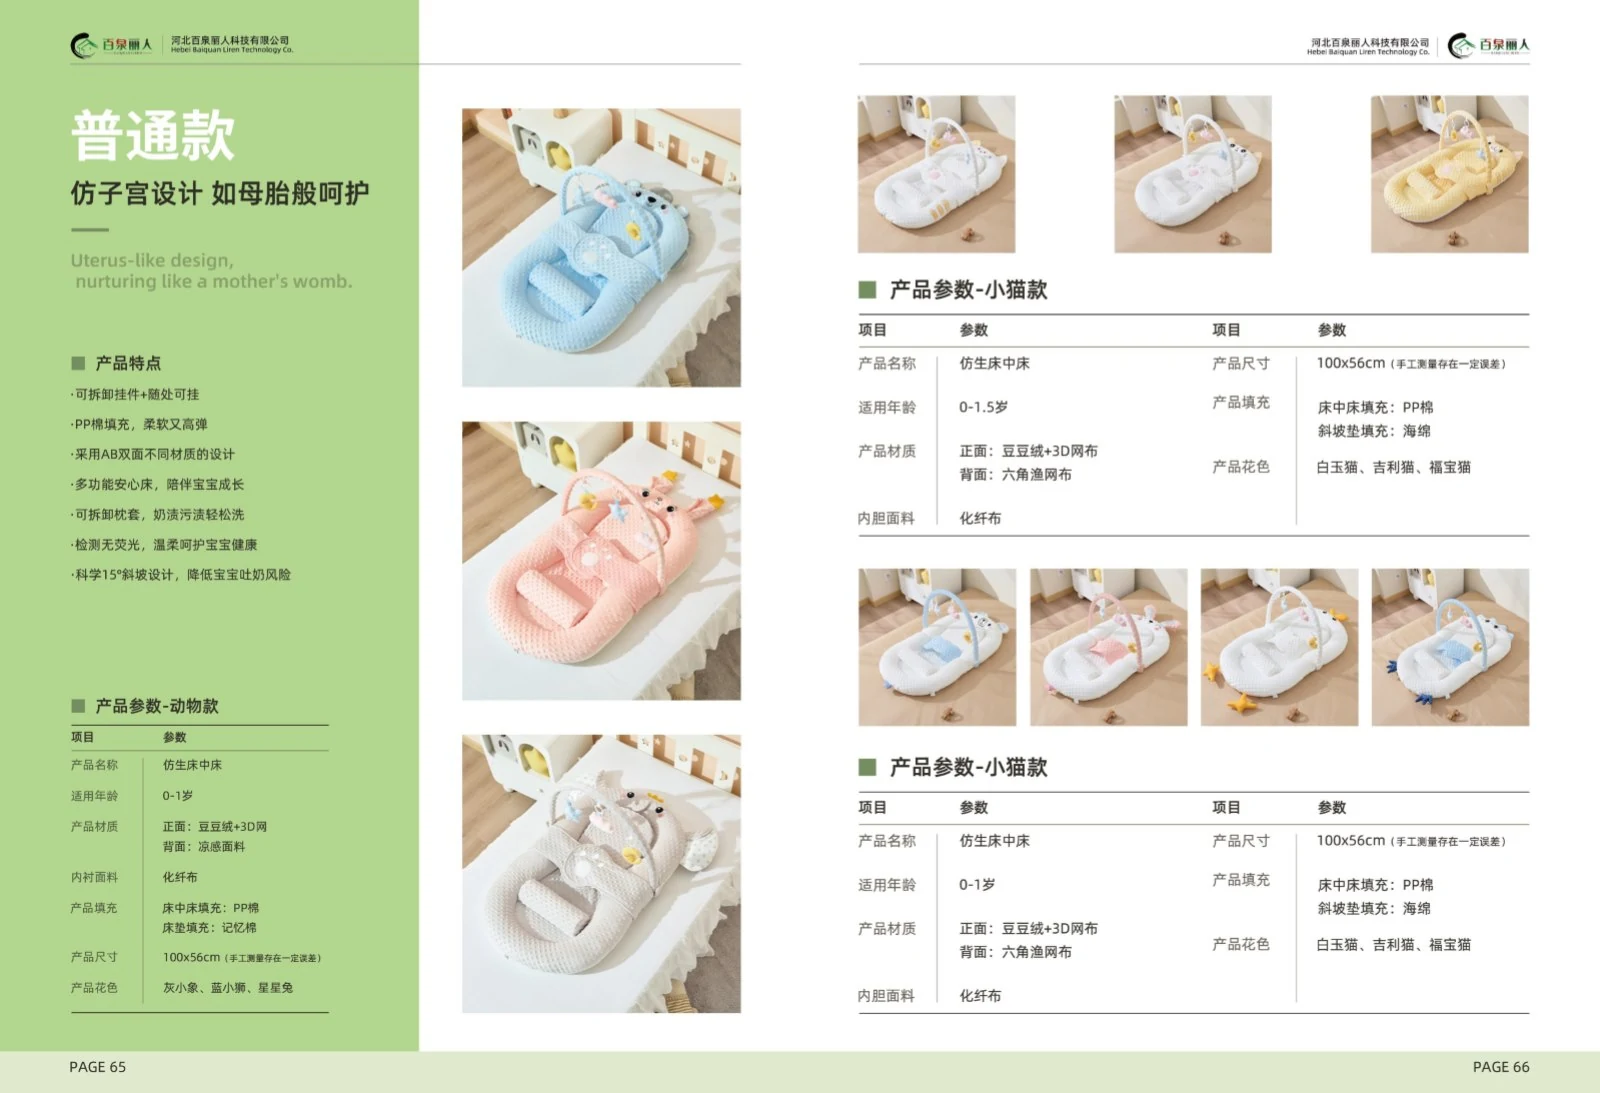 百泉丽人
河北百泉丽人科技有限公司
Hebei Baiquan Liren Technology Co.
普通款
仿子宫设计 如母胎般呵护
Uterus-like design,
nurturing like a mother's womb.
产品特点
·可拆卸挂件+随处可挂
·PP棉填充，柔软又高弹
·采用AB双面不同材质的设计
·多功能安心床，陪伴宝宝成长
·可拆卸枕套，奶渍污渍轻松洗
·检测无荧光，温柔呵护宝宝健康
·科学15°斜坡设计，降低宝宝吐奶风险
产品参数-动物款
项目 参数
产品名称 仿生床中床
适用年龄 0-1岁
产品材质 正面：豆豆绒+3D网
背面：凉感面料
内衬面料 化纤布
产品填充 床中床填充：PP棉
床垫填充：记忆棉
产品尺寸 100x56cm（手工测量存在一定误差）
产品花色 灰小象、蓝小狮、星星兔
PAGE 65
河北百泉丽人科技有限公司
Hebei Baiquan Liren Technology Co.
百泉丽人
产品参数-小猫款
项目 参数 项目 参数
产品名称 仿生床中床 产品尺寸 100x56cm（手工测量存在一定误差）
适用年龄 0-1.5岁 产品填充 床中床填充：PP棉
斜坡垫填充：海绵
产品材质 正面：豆豆绒+3D网布
背面：六角渔网布
产品花色 白玉猫、吉利猫、福宝猫
内胆面料 化纤布
产品参数-小猫款
项目 参数 项目 参数
产品名称 仿生床中床 产品尺寸 100x56cm（手工测量存在一定误差）
适用年龄 0-1岁 产品填充 床中床填充：PP棉
斜坡垫填充：海绵
产品材质 正面：豆豆绒+3D网布
背面：六角渔网布
产品花色 白玉猫、吉利猫、福宝猫
内胆面料 化纤布
PAGE 66